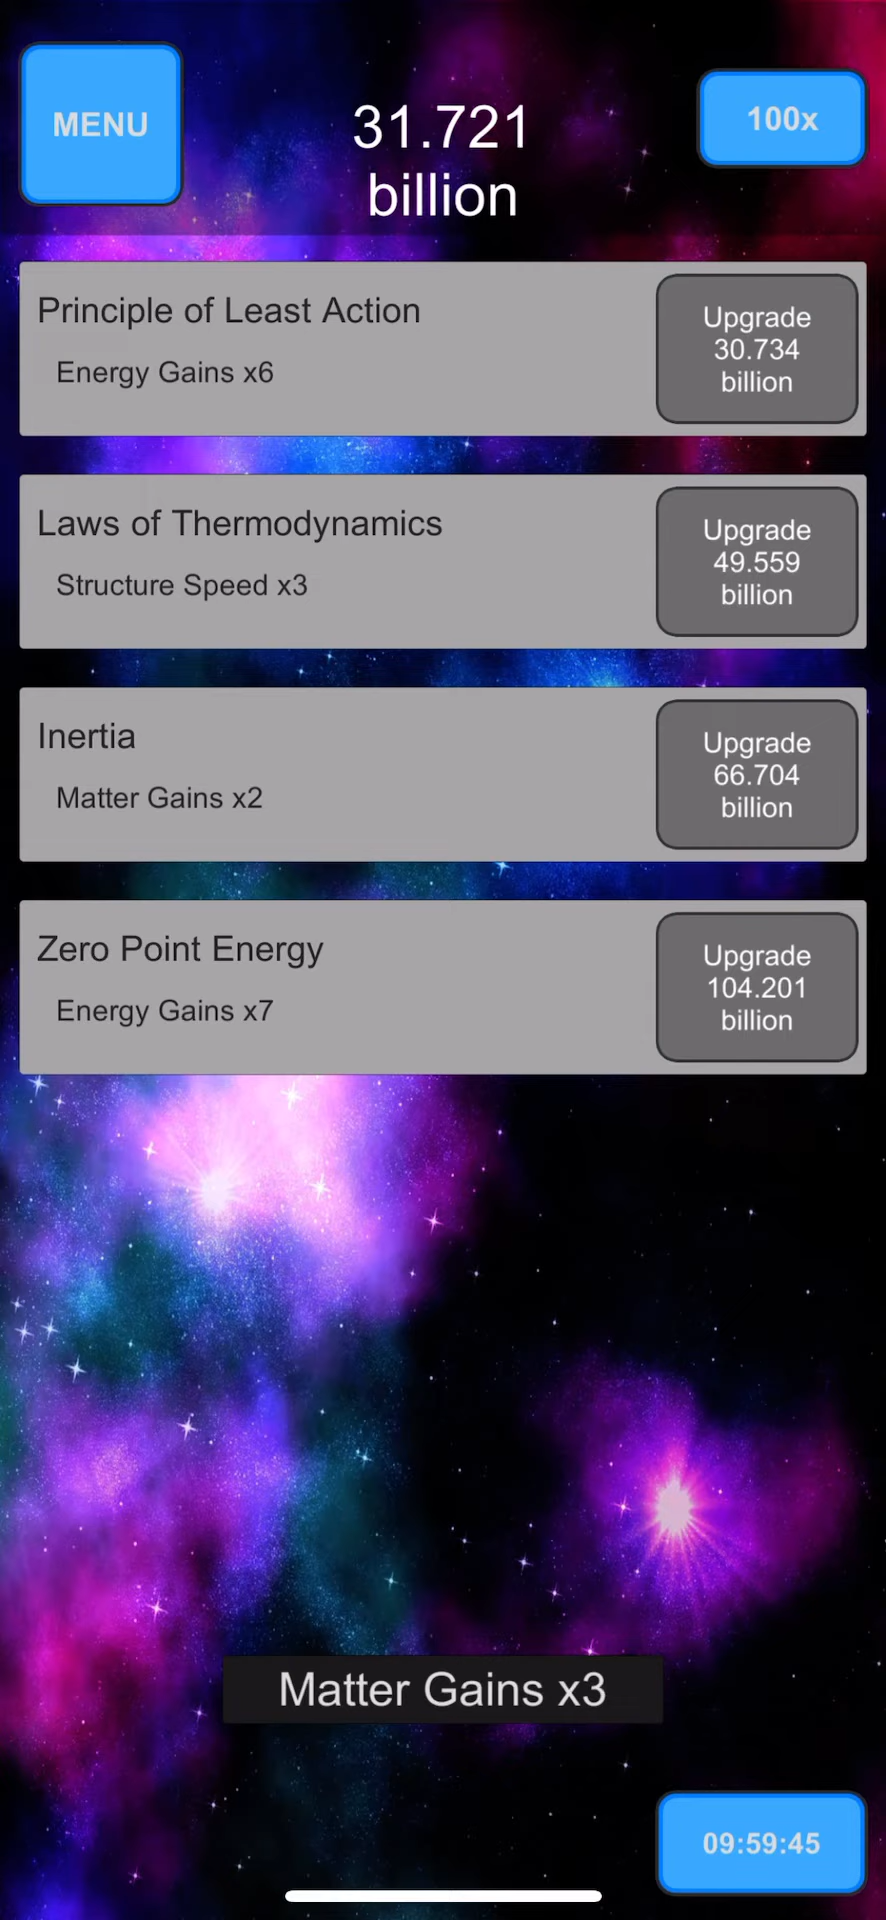 MENU
31.721
billion
100x
Principle of Least Action
Energy Gains x6
Upgrade
30.734
billion
Laws of Thermodynamics
Structure Speed x3
Upgrade
49.559
billion
Inertia
Matter Gains x2
Upgrade
66.704
billion
Zero Point Energy
Energy Gains x7
Upgrade
104.201
billion
Matter Gains x3
09:59:45